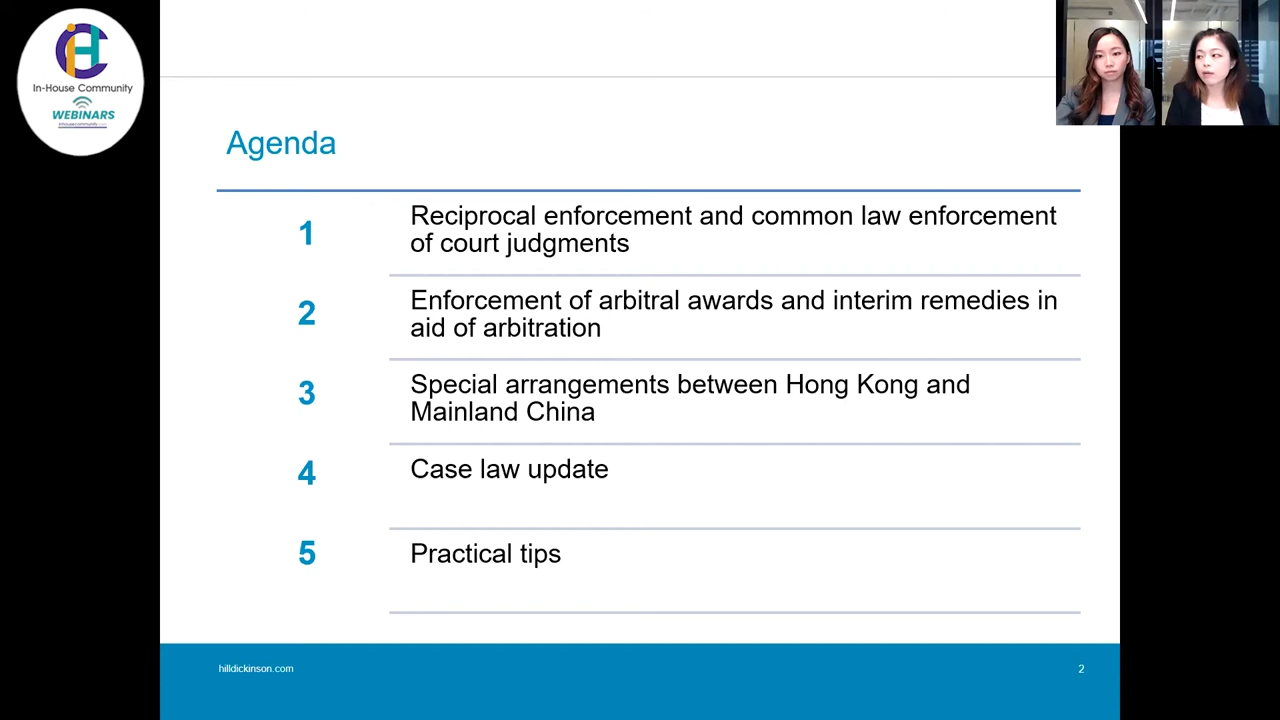 In-House Community
WEBINARS
inhousecommunity.com
Agenda
1
Reciprocal enforcement and common law enforcement
of court judgments
2
Enforcement of arbitral awards and interim remedies in
aid of arbitration
3
Special arrangements between Hong Kong and
Mainland China
4
Case law update
5
Practical tips
hilldickinson.com
2